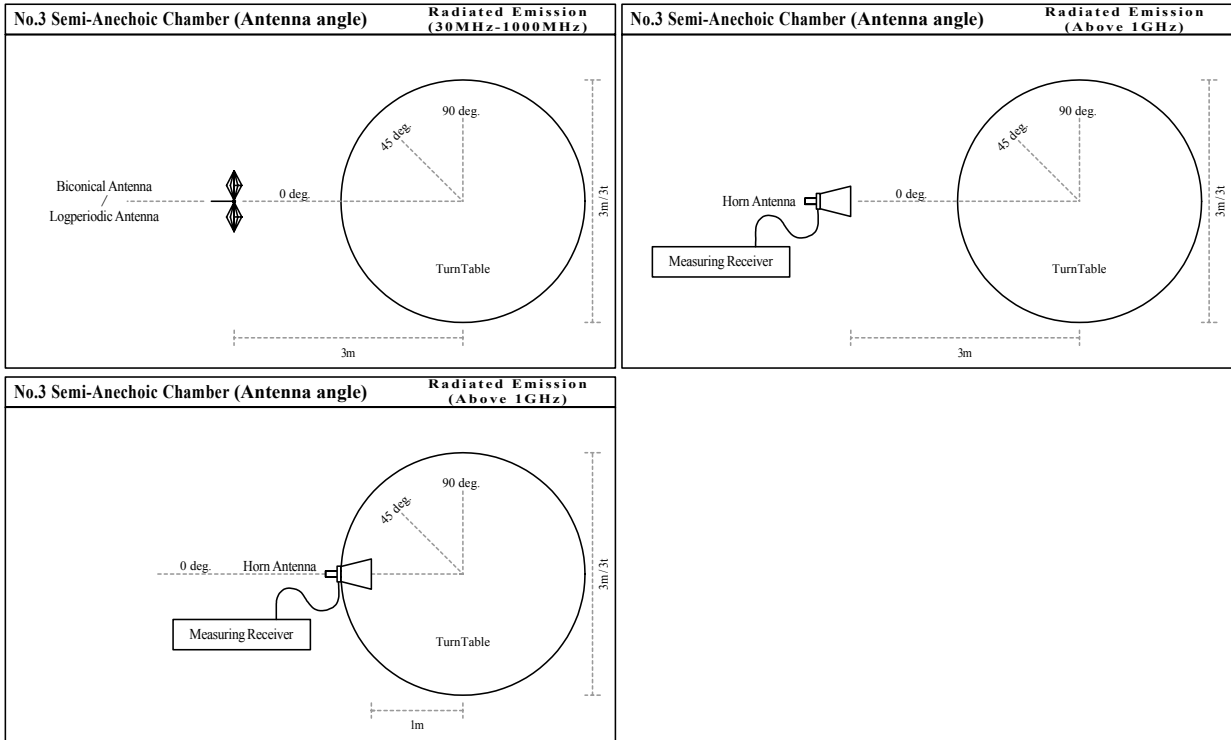 No.3 Semi-Anechoic Chamber (Antenna angle)
Radiated Emission
(30MHz-1000MHz)
90 deg.
45 deg.
0 deg.
Biconical Antenna
Logperiodic Antenna
TurnTable
3m/3t
3m
No.3 Semi-Anechoic Chamber (Antenna angle)
Radiated Emission
(Above 1GHz)
90 deg.
45 deg.
0 deg.
Horn Antenna
Measuring Receiver
TurnTable
3m/3t
3m
No.3 Semi-Anechoic Chamber (Antenna angle)
Radiated Emission
(Above 1GHz)
90 deg.
45 deg.
0 deg.
Horn Antenna
Measuring Receiver
TurnTable
3m/3t
1m